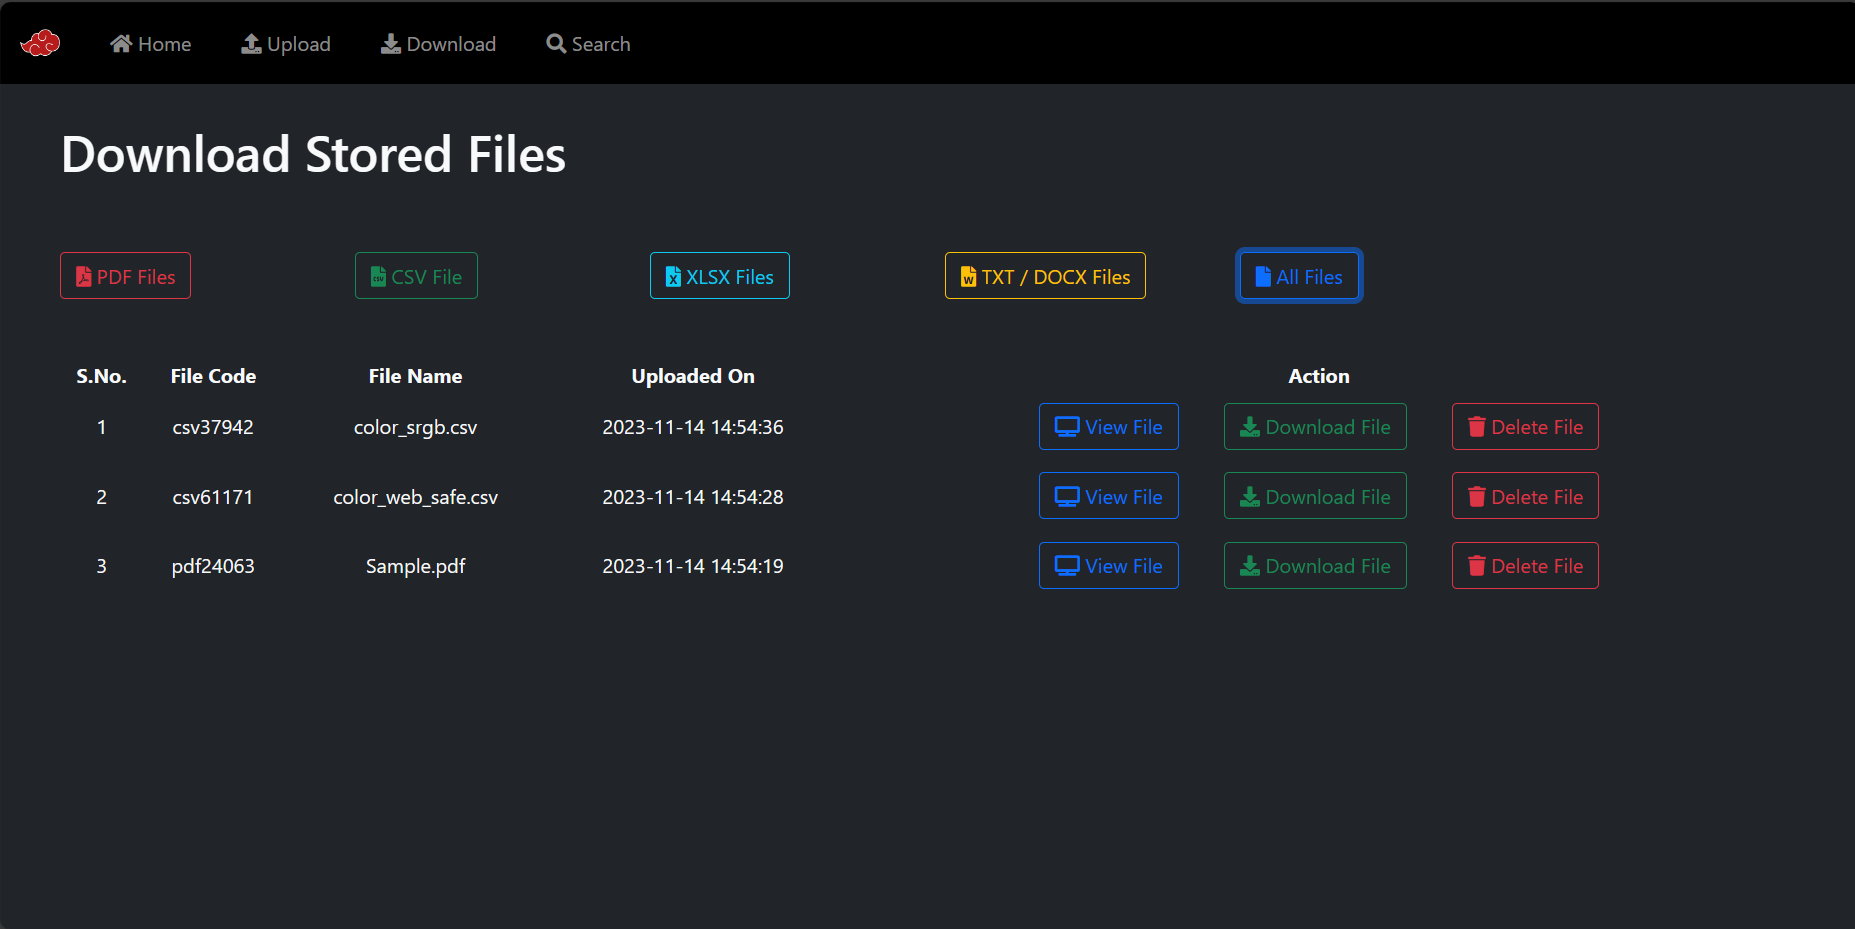 Home Upload Download Search
Download Stored Files
PDF Files CSV File XLSX Files TXT / DOCX Files All Files
S.No. File Code File Name Uploaded On Action
1 csv37942 color_srgb.csv 2023-11-14 14:54:36 View File Download File Delete File
2 csv61171 color_web_safe.csv 2023-11-14 14:54:28 View File Download File Delete File
3 pdf24063 Sample.pdf 2023-11-14 14:54:19 View File Download File Delete File